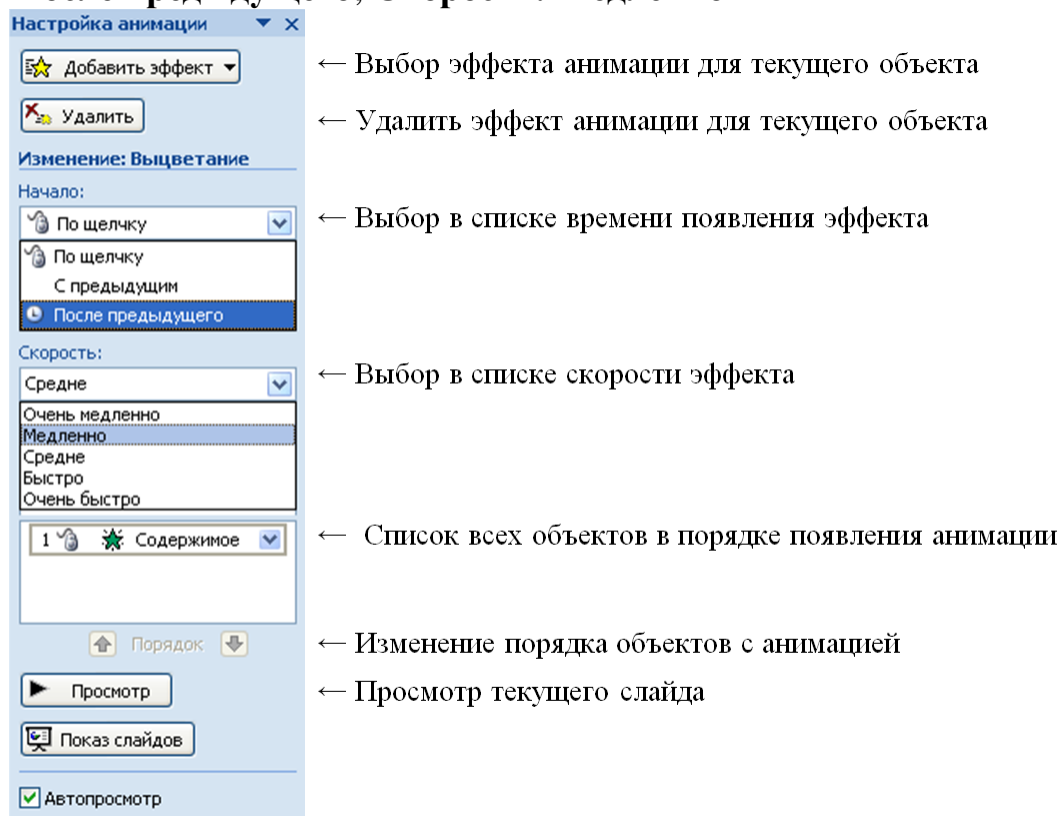 Настройка анимации
Добавить эффект
← Выбор эффекта анимации для текущего объекта
Удалить
← Удалить эффект анимации для текущего объекта
Изменение: Выцветание
Начало:
По щелчку
← Выбор в списке времени появления эффекта
По щелчку
С предыдущим
После предыдущего
Скорость:
Средне
← Выбор в списке скорости эффекта
Очень медленно
Медленно
Средне
Быстро
Очень быстро
1 Содержимое
← Список всех объектов в порядке появления анимации
Порядок
← Изменение порядка объектов с анимацией
Просмотр
← Просмотр текущего слайда
Показ слайдов
Автопросмотр